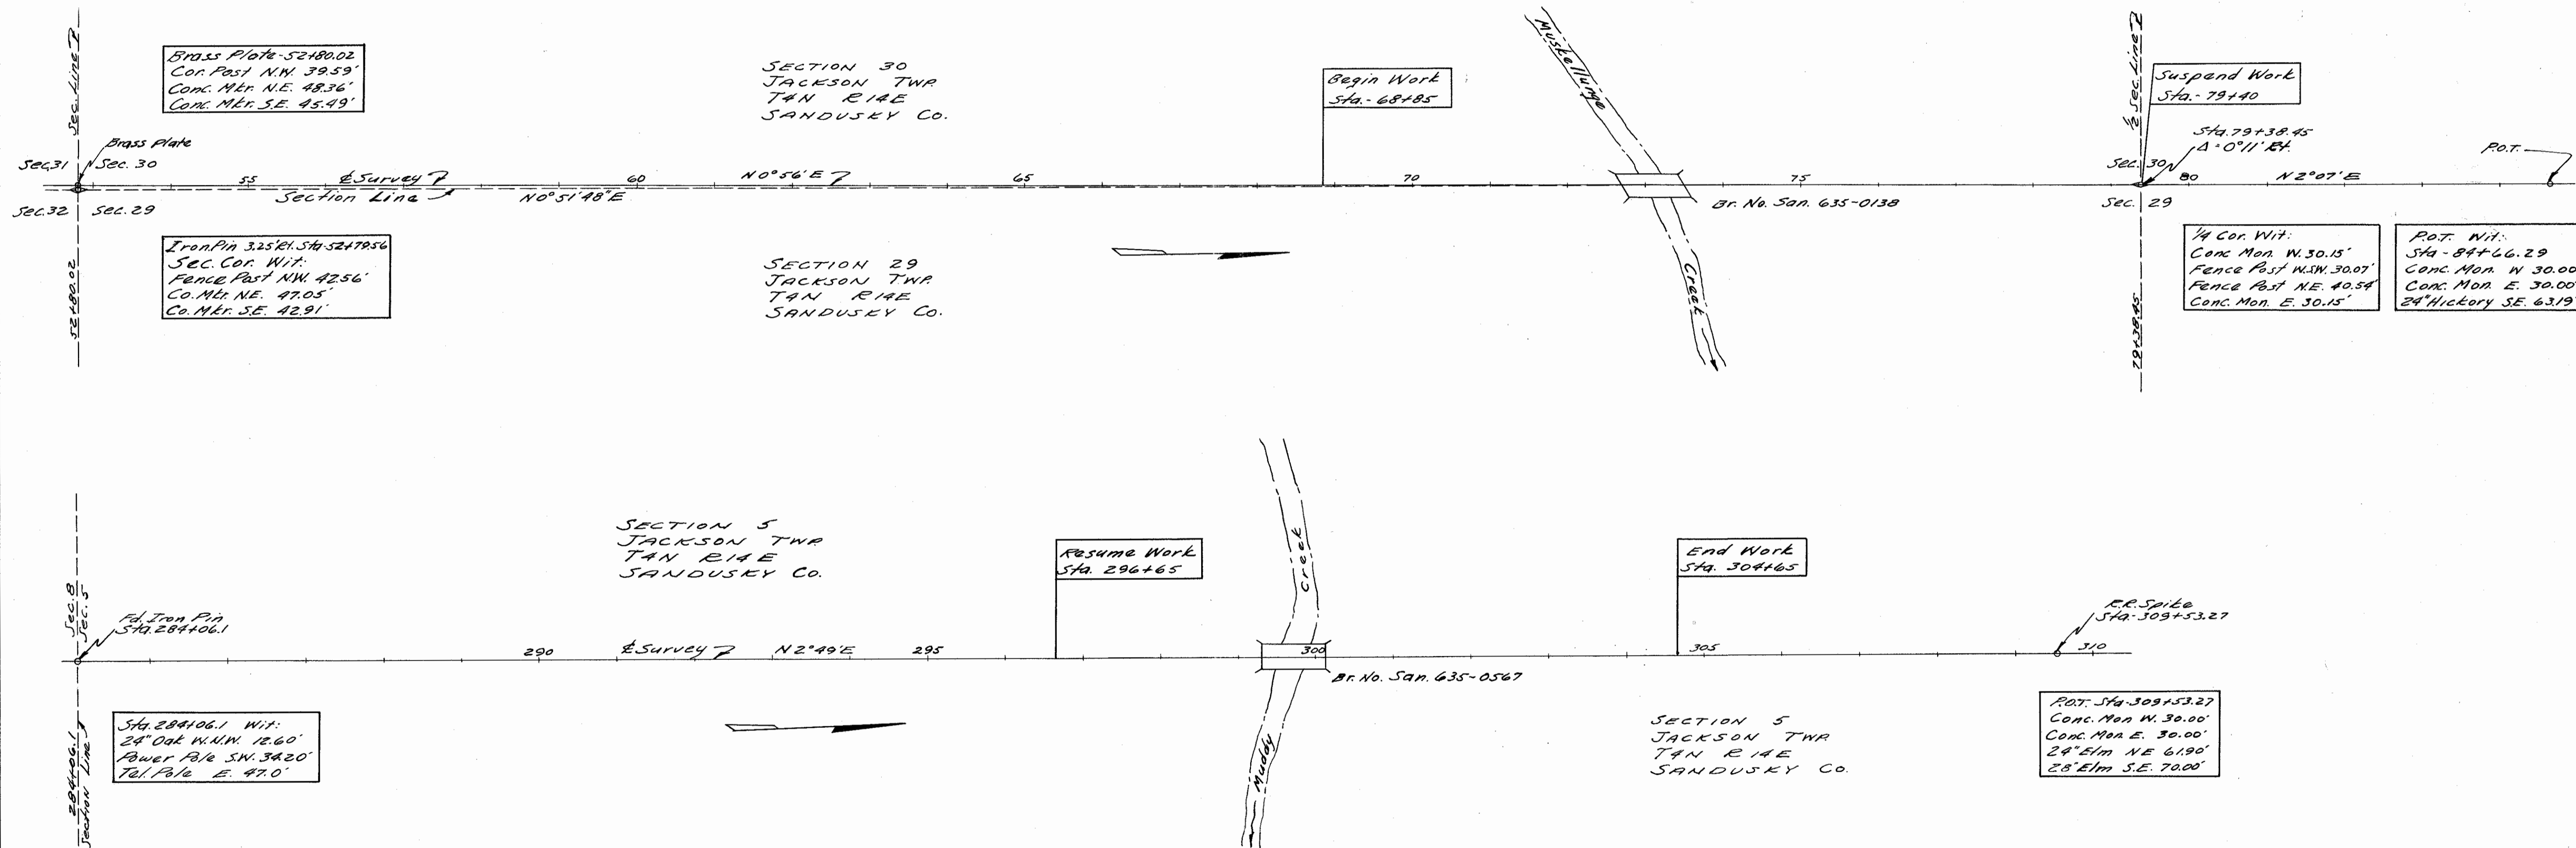 Sec. Line
Brass Plate-52+80.02
Cor. Post N.W. 39.59'
Conc. Mkr. N.E. 48.36'
Conc. Mkr. S.E. 45.49'
SECTION 30
JACKSON TWP.
T4N R14E
SANDUSKY Co.
Begin Work
Sta.-68+85
Muskellunge
Creek
1/2 Sec. Line
Suspend Work
Sta.-79+40
Sta. 79+38.45
Δ=0°11' Rt.
P.O.T.
Brass Plate
Sec. 31
Sec. 30
55
℄ Survey
60
N0°56'E
65
70
75
Sec. 30
80
N2°07'E
Section Line
N0°51'48"E
Sec. 32
Sec. 29
Br. No. San. 635-0138
Sec. 29
52+80.02
Iron Pin 3.25' Rt. Sta-52+79.56
Sec. Cor. Wit:
Fence Post N.W. 42.56'
Co. Mkr. N.E. 47.05'
Co. Mkr. S.E. 42.91'
SECTION 29
JACKSON TWP.
T4N R14E
SANDUSKY Co.
79+38.45
1/4 Cor. Wit:
Conc Mon. W. 30.15'
Fence Post W.SW. 30.07'
Fence Post N.E. 40.54'
Conc. Mon. E. 30.15'
P.O.T. Wit:
Sta-84+66.29
Conc. Mon. W 30.00
Conc. Mon. E. 30.00
24" Hickory S.E. 63.19'
SECTION 5
JACKSON TWP.
T4N R14E
SANDUSKY Co.
Resume Work
Sta. 296+65
Creek
Muddy
End Work
Sta. 304+65
Sec. 8
Sec. 5
Fd. Iron Pin
Sta. 284+06.1
R.R. Spike
Sta-309+53.27
290
℄ Survey
N2°49'E
295
300
305
310
Br. No. San. 635-0567
284+06.1
Section Line
Sta. 284+06.1 Wit:
24" Oak W.N.W. 12.60'
Power Pole S.W. 34.20'
Tel. Pole E. 47.0'
SECTION 5
JACKSON TWP.
T4N R14E
SANDUSKY Co.
P.O.T. Sta-309+53.27
Conc. Mon W. 30.00'
Conc. Mon E. 30.00'
24" Elm NE 61.90'
28" Elm S.E. 70.00'